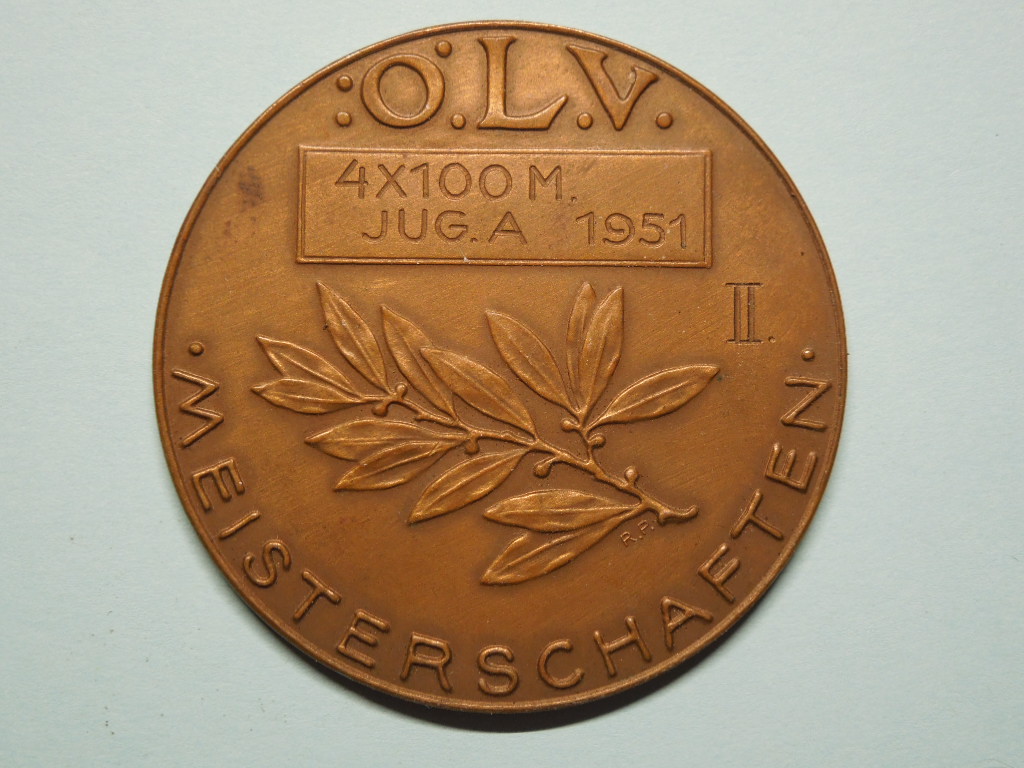 :Ö.L.V.
4X100 M.
JUG. A 1951
II.
R.P.
· MEISTERSCHAFTEN ·